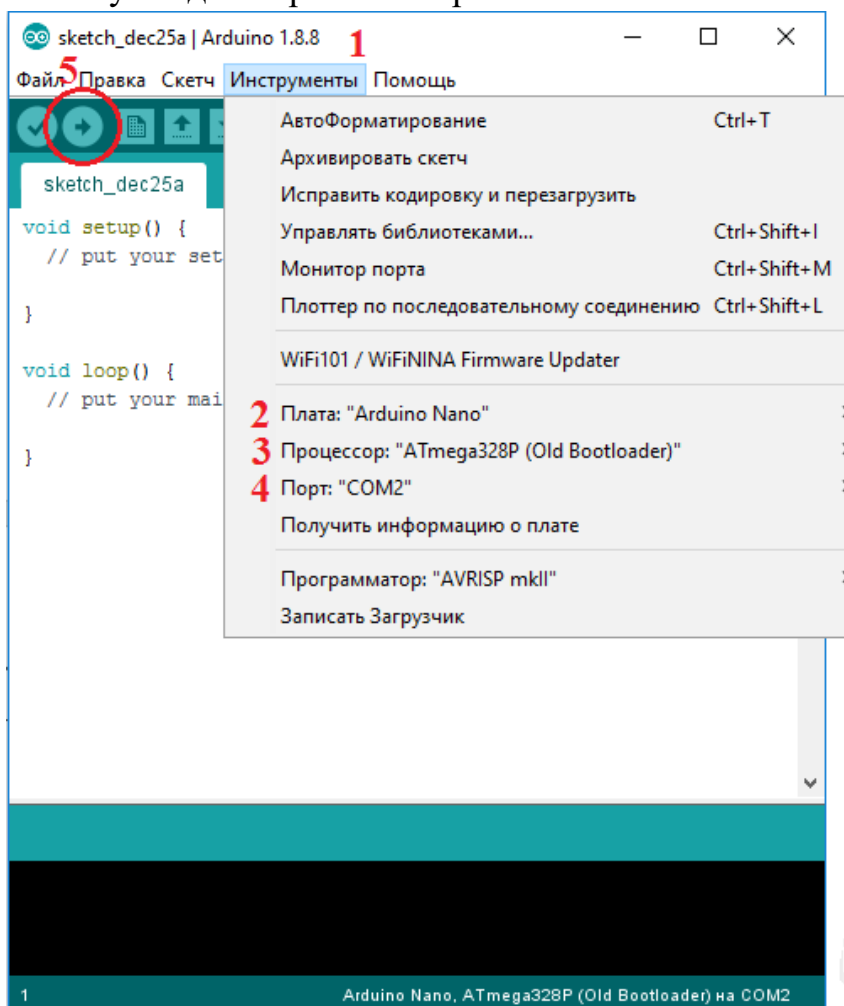 sketch_dec25a | Arduino 1.8.8
1
5
Файл Правка Скетч Инструменты Помощь
АвтоФорматирование Ctrl+T
Архивировать скетч
sketch_dec25a
Исправить кодировку и перезагрузить
void setup() {
Управлять библиотеками... Ctrl+Shift+I
// put your set
Монитор порта Ctrl+Shift+M
}
Плоттер по последовательному соединению Ctrl+Shift+L
WiFi101 / WiFiNINA Firmware Updater
void loop() {
// put your mai
2 Плата: "Arduino Nano"
}
3 Процессор: "ATmega328P (Old Bootloader)"
4 Порт: "COM2"
Получить информацию о плате
Программатор: "AVRISP mkII"
Записать Загрузчик
1 Arduino Nano, ATmega328P (Old Bootloader) на COM2